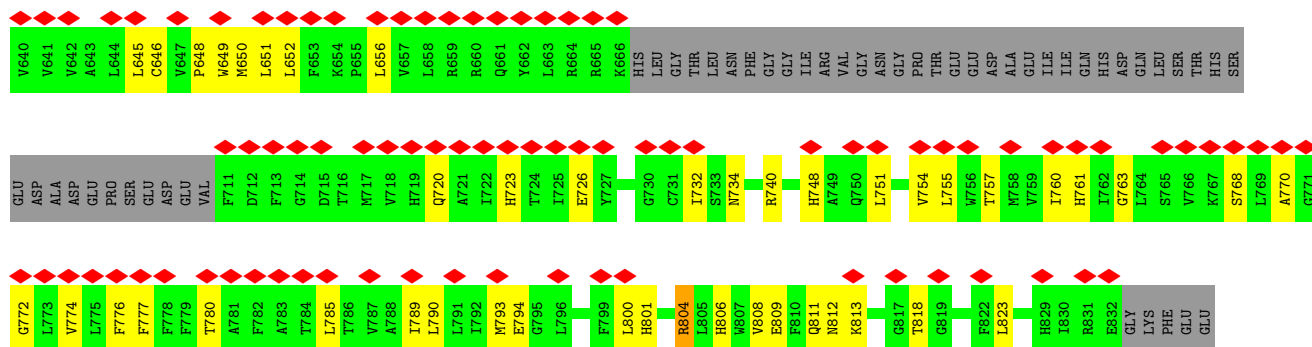 V640 V641 V642 A643 L644 L645 C646 V647 P648 W649 M650 L651 L652 F653 K654 P655 L656 V657 L658 R659 R660 Q661 Y662 L663 R664 R665 K666 HIS LEU GLY THR LEU ASN PHE GLY GLY ILE ARG VAL GLY ASN GLY PRO THR GLU GLU ASP ALA GLU ILE ILE GLN HIS ASP GLN LEU SER THR HIS SER
GLU ASP ALA ASP GLU PRO SER GLU ASP GLU VAL F711 D712 F713 G714 D715 T716 M717 V718 H719 Q720 A721 I722 H723 T724 I725 E726 Y727 G730 C731 I732 S733 N734 R740 H748 A749 Q750 L751 V754 L755 W756 T757 M758 V759 I760 H761 I762 G763 L764 S765 V766 K767 S768 L769 A770 G771
G772 L773 V774 L775 F776 F777 F778 F779 T780 A781 F782 A783 T784 L785 T786 V787 A788 I789 L790 L791 I792 M793 E794 G795 L796 F799 L800 H801 R804 L805 H806 W807 V808 E809 F810 Q811 N812 K813 G817 T818 G819 F822 L823 H829 I830 R831 E832 GLY LYS PHE GLU GLU